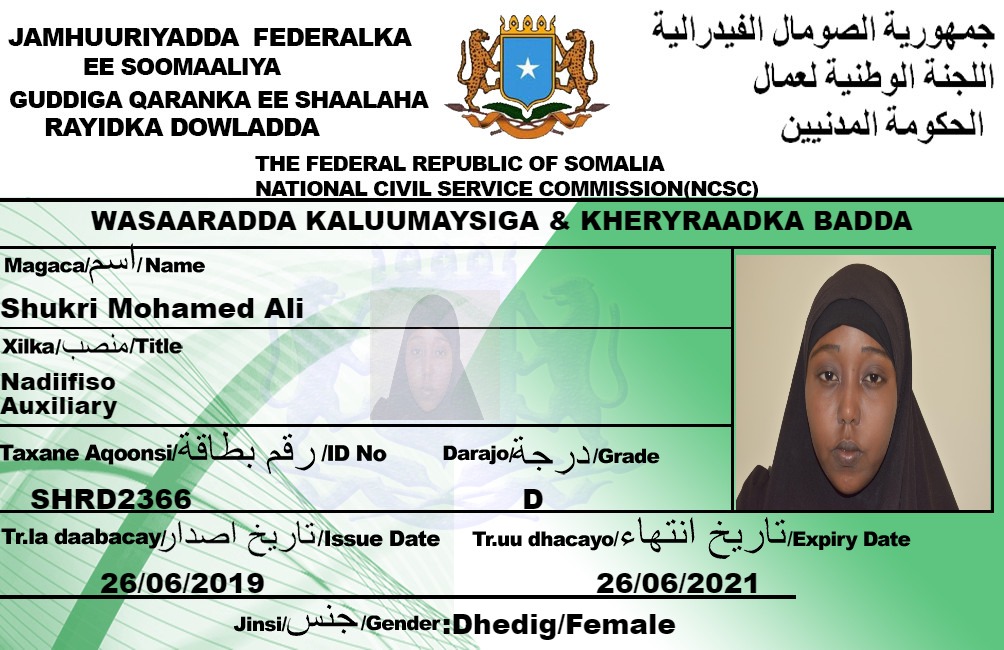 JAMHUURIYADDA FEDERALKA
EE SOOMAALIYA
GUDDIGA QARANKA EE SHAALAHA
RAYIDKA DOWLADDA
جمهورية الصومال الفيدرالية
اللجنة الوطنية لعمال
الحكومة المدنيين
THE FEDERAL REPUBLIC OF SOMALIA
NATIONAL CIVIL SERVICE COMMISSION(NCSC)
WASAARADDA KALUUMAYSIGA & KHERYRAADKA BADDA
Magaca/اسم/Name
Shukri Mohamed Ali
Xilka/منصب/Title
Nadiifiso
Auxiliary
Taxane Aqoonsi/رقم بطاقة/ID No
Darajo/درجة/Grade
SHRD2366
D
Tr.la daabacay/تاريخ اصدار/Issue Date
Tr.uu dhacayo/تاريخ انتهاء/Expiry Date
26/06/2019
26/06/2021
Jinsi/جنس/Gender:Dhedig/Female